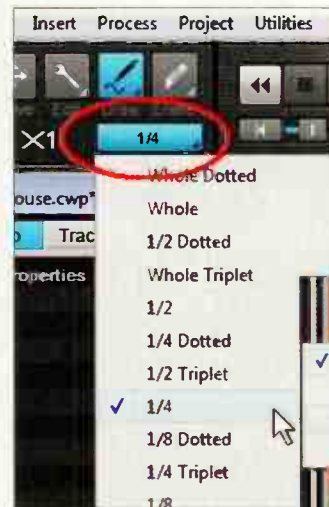 Insert Process Project Utilities
X1
1/4
Whole Dotted
ouse.cwp*
Whole
Trac
1/2 Dotted
operties
Whole Triplet
1/2
1/4 Dotted
1/2 Triplet
1/4
1/8 Dotted
1/4 Triplet
1/8